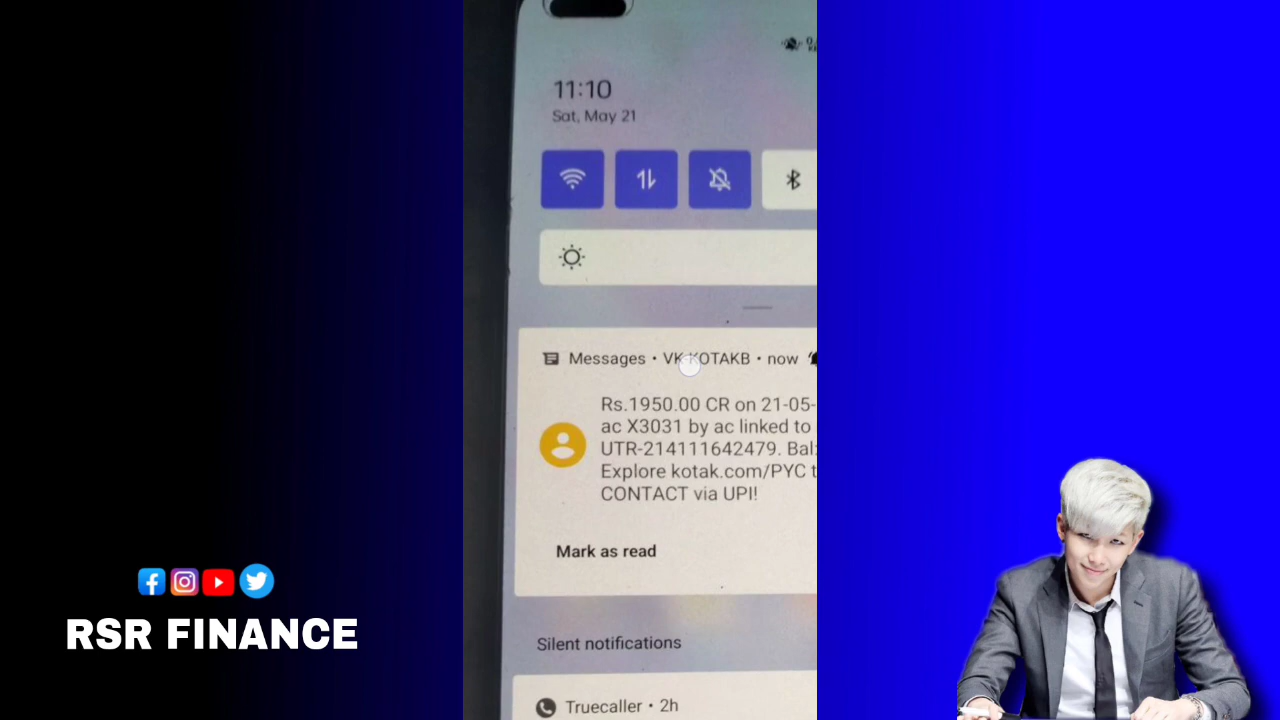 11:10
Sat, May 21
Messages • VK-KOTAKB • now
Rs.1950.00 CR on 21-05-
ac X3031 by ac linked to
UTR-214111642479. Bal:
Explore kotak.com/PYC
CONTACT via UPI!
Mark as read
Silent notifications
Truecaller • 2h
RSR FINANCE